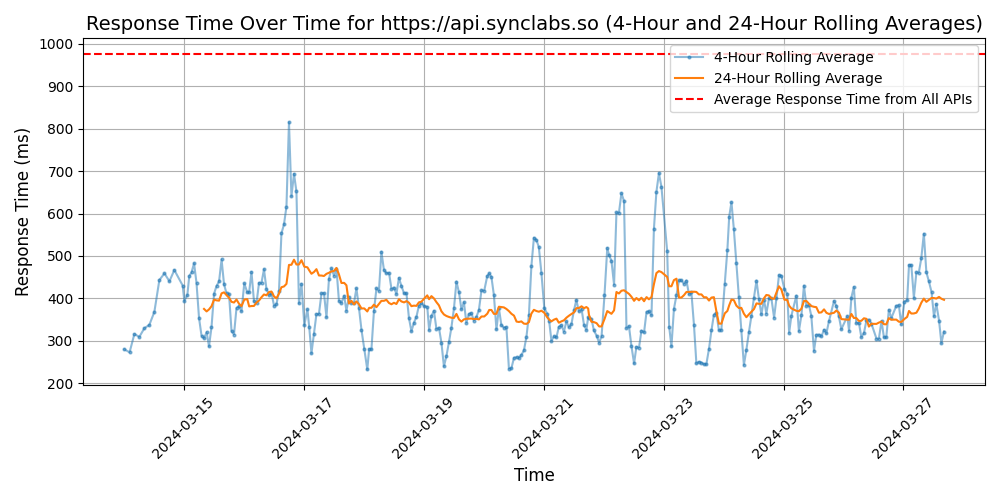 Response Time Over Time for https://api.synclabs.so (4-Hour and 24-Hour Rolling Averages)
4-Hour Rolling Average
24-Hour Rolling Average
Average Response Time from All APIs
Response Time (ms)
1000
900
800
700
600
500
400
300
200
2024-03-15
2024-03-17
2024-03-19
2024-03-21
2024-03-23
2024-03-25
2024-03-27
Time